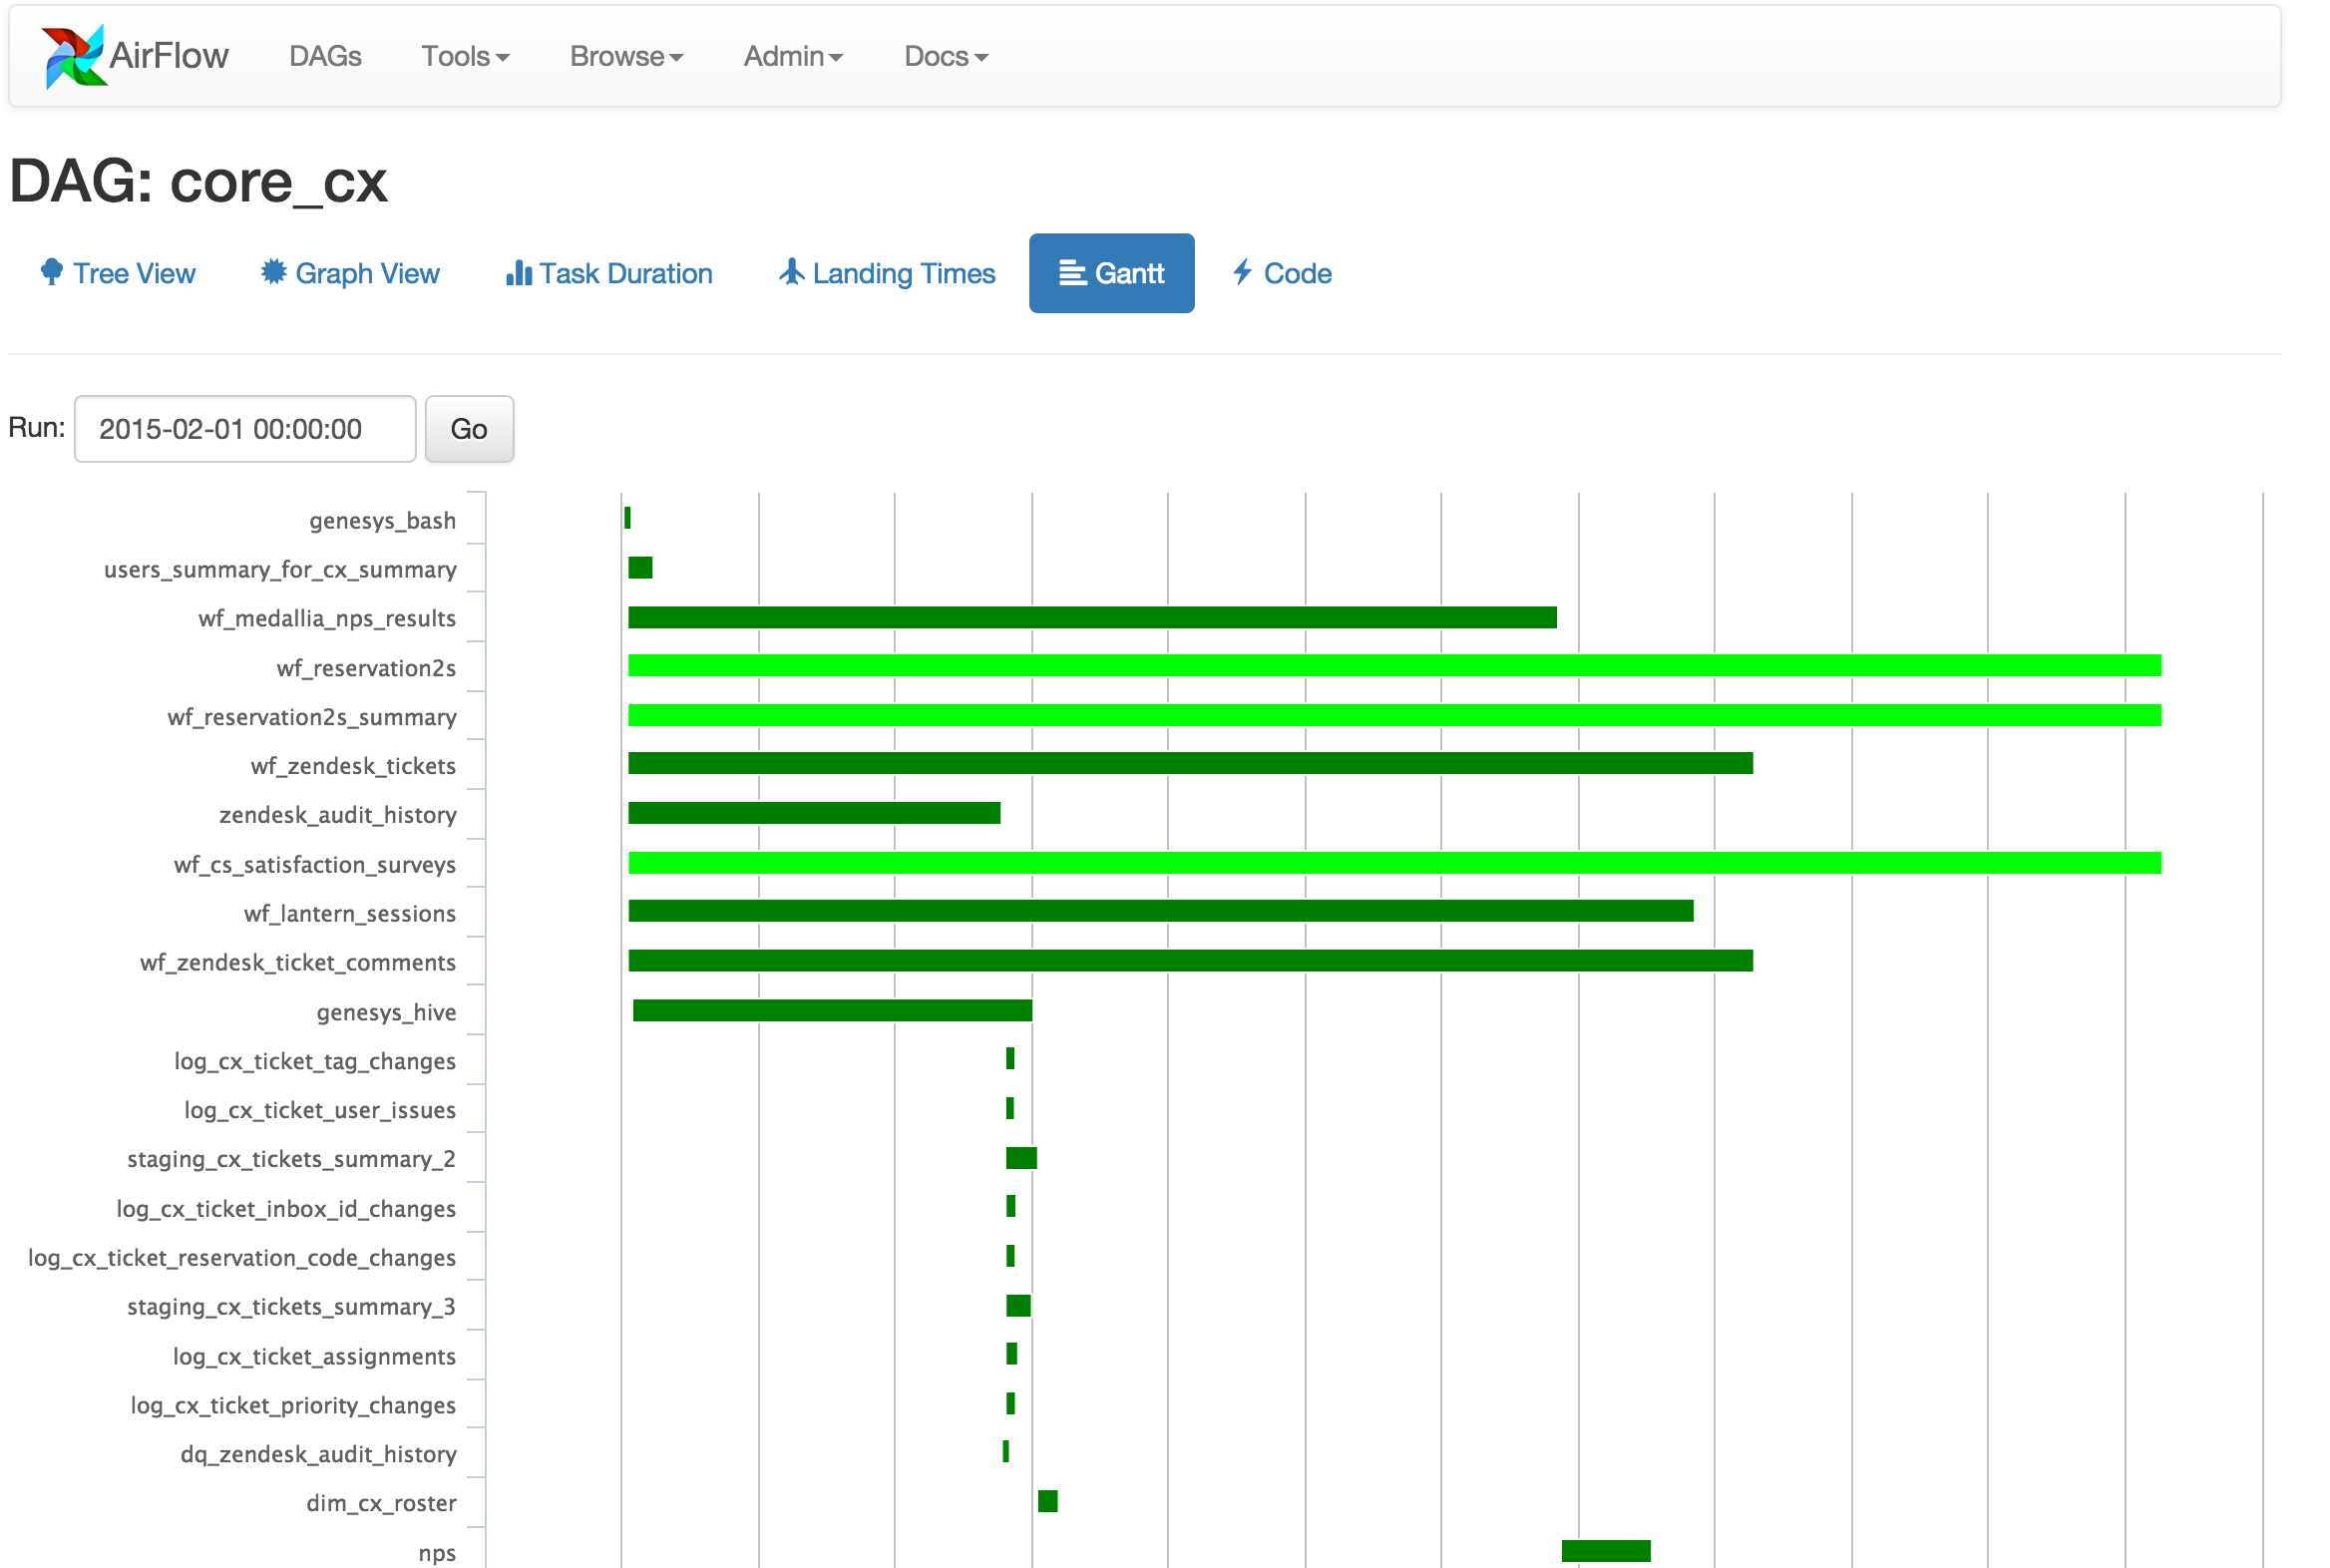 AirFlow DAGs Tools Browse Admin Docs
DAG: core_cx
Tree View Graph View Task Duration Landing Times Gantt Code
Run: 2015-02-01 00:00:00 Go
genesys_bash
users_summary_for_cx_summary
wf_medallia_nps_results
wf_reservation2s
wf_reservation2s_summary
wf_zendesk_tickets
zendesk_audit_history
wf_cs_satisfaction_surveys
wf_lantern_sessions
wf_zendesk_ticket_comments
genesys_hive
log_cx_ticket_tag_changes
log_cx_ticket_user_issues
staging_cx_tickets_summary_2
log_cx_ticket_inbox_id_changes
log_cx_ticket_reservation_code_changes
staging_cx_tickets_summary_3
log_cx_ticket_assignments
log_cx_ticket_priority_changes
dq_zendesk_audit_history
dim_cx_roster
nps